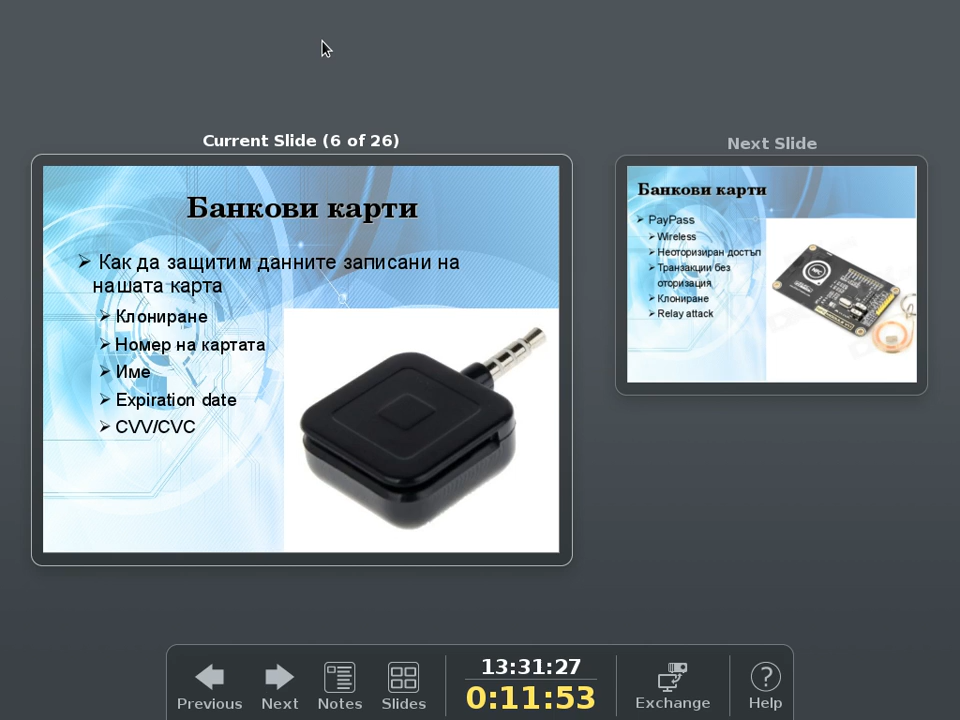 Current Slide (6 of 26)
Банкови карти
Как да защитим данните записани на
нашата карта
Клониране
Номер на картата
Име
Expiration date
CVV/CVC
Next Slide
Банкови карти
PayPass
Wireless
Неоторизиран достъп
Транзакции без
оторизация
Клониране
Relay attack
NFC
Previous
Next
Notes
Slides
13:31:27
0:11:53
Exchange
Help